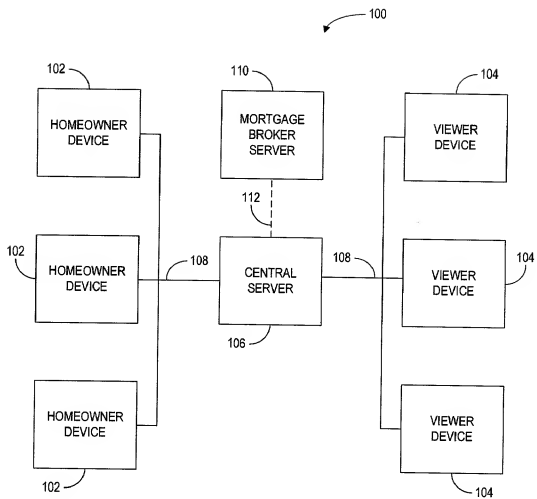 100
102
110
104
HOMEOWNER
DEVICE
MORTGAGE
BROKER
SERVER
VIEWER
DEVICE
112
102
HOMEOWNER
DEVICE
108
CENTRAL
SERVER
108
VIEWER
DEVICE
104
106
HOMEOWNER
DEVICE
VIEWER
DEVICE
102
104